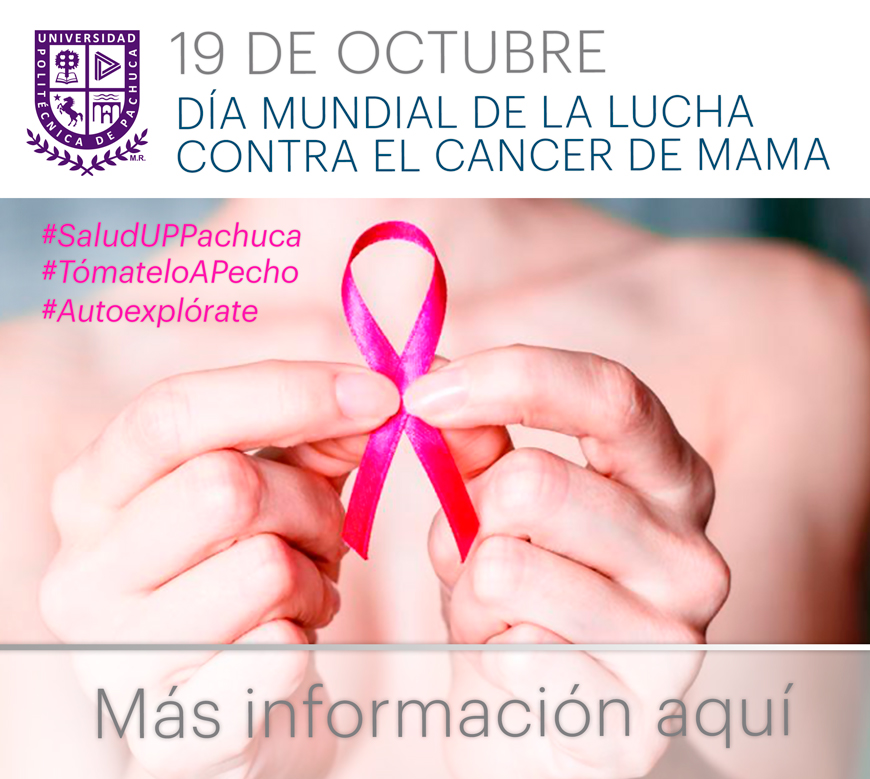 UNIVERSIDAD
POLITÉCNICA DE PACHUCA
M.R.
19 DE OCTUBRE
DÍA MUNDIAL DE LA LUCHA
CONTRA EL CANCER DE MAMA
#SaludUPPachuca
#TómateloAPecho
#Autoexplórate
Más información aquí